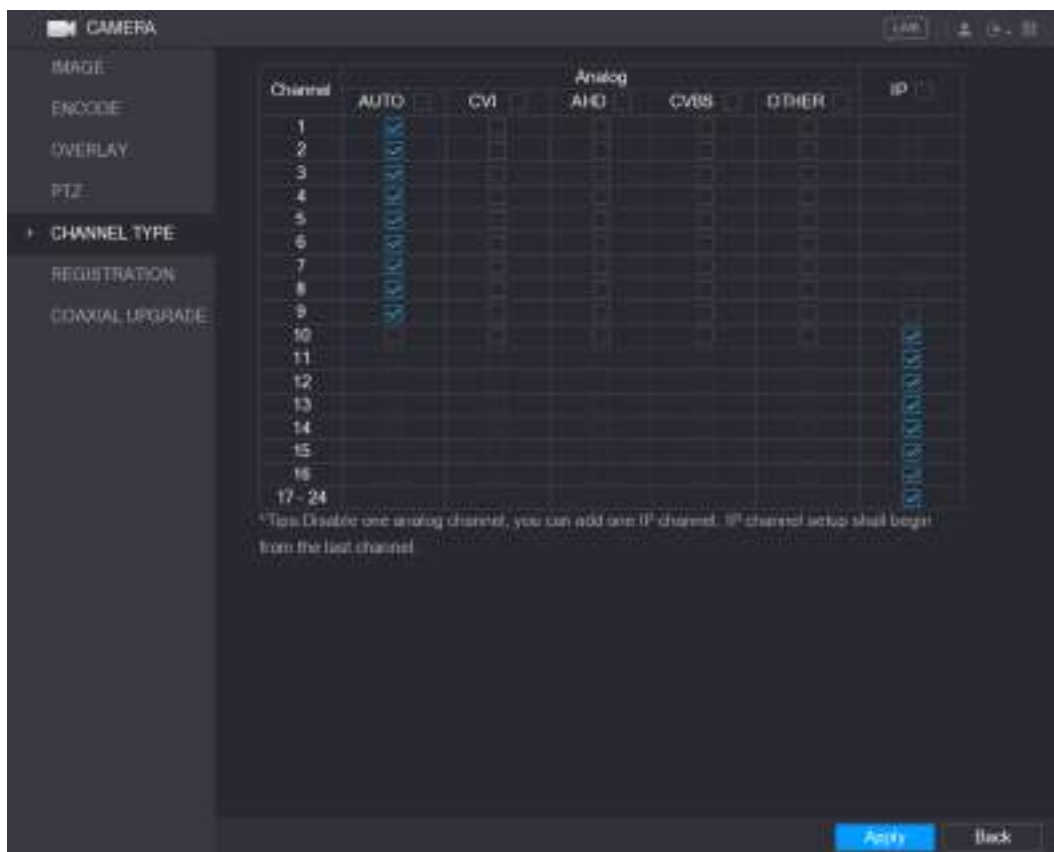 CAMERA LIVE
IMAGE
ENCODE
OVERLAY
PTZ
CHANNEL TYPE
REGISTRATION
COAXIAL UPGRADE
Channel Analog IP
AUTO CVI AHD CVBS OTHER
1
2
3
4
5
6
7
8
9
10
11
12
13
14
15
16
17 - 24
*Tips:Disable one analog channel, you can add one IP channel. IP channel setup shall begin
from the last channel.
Apply Back